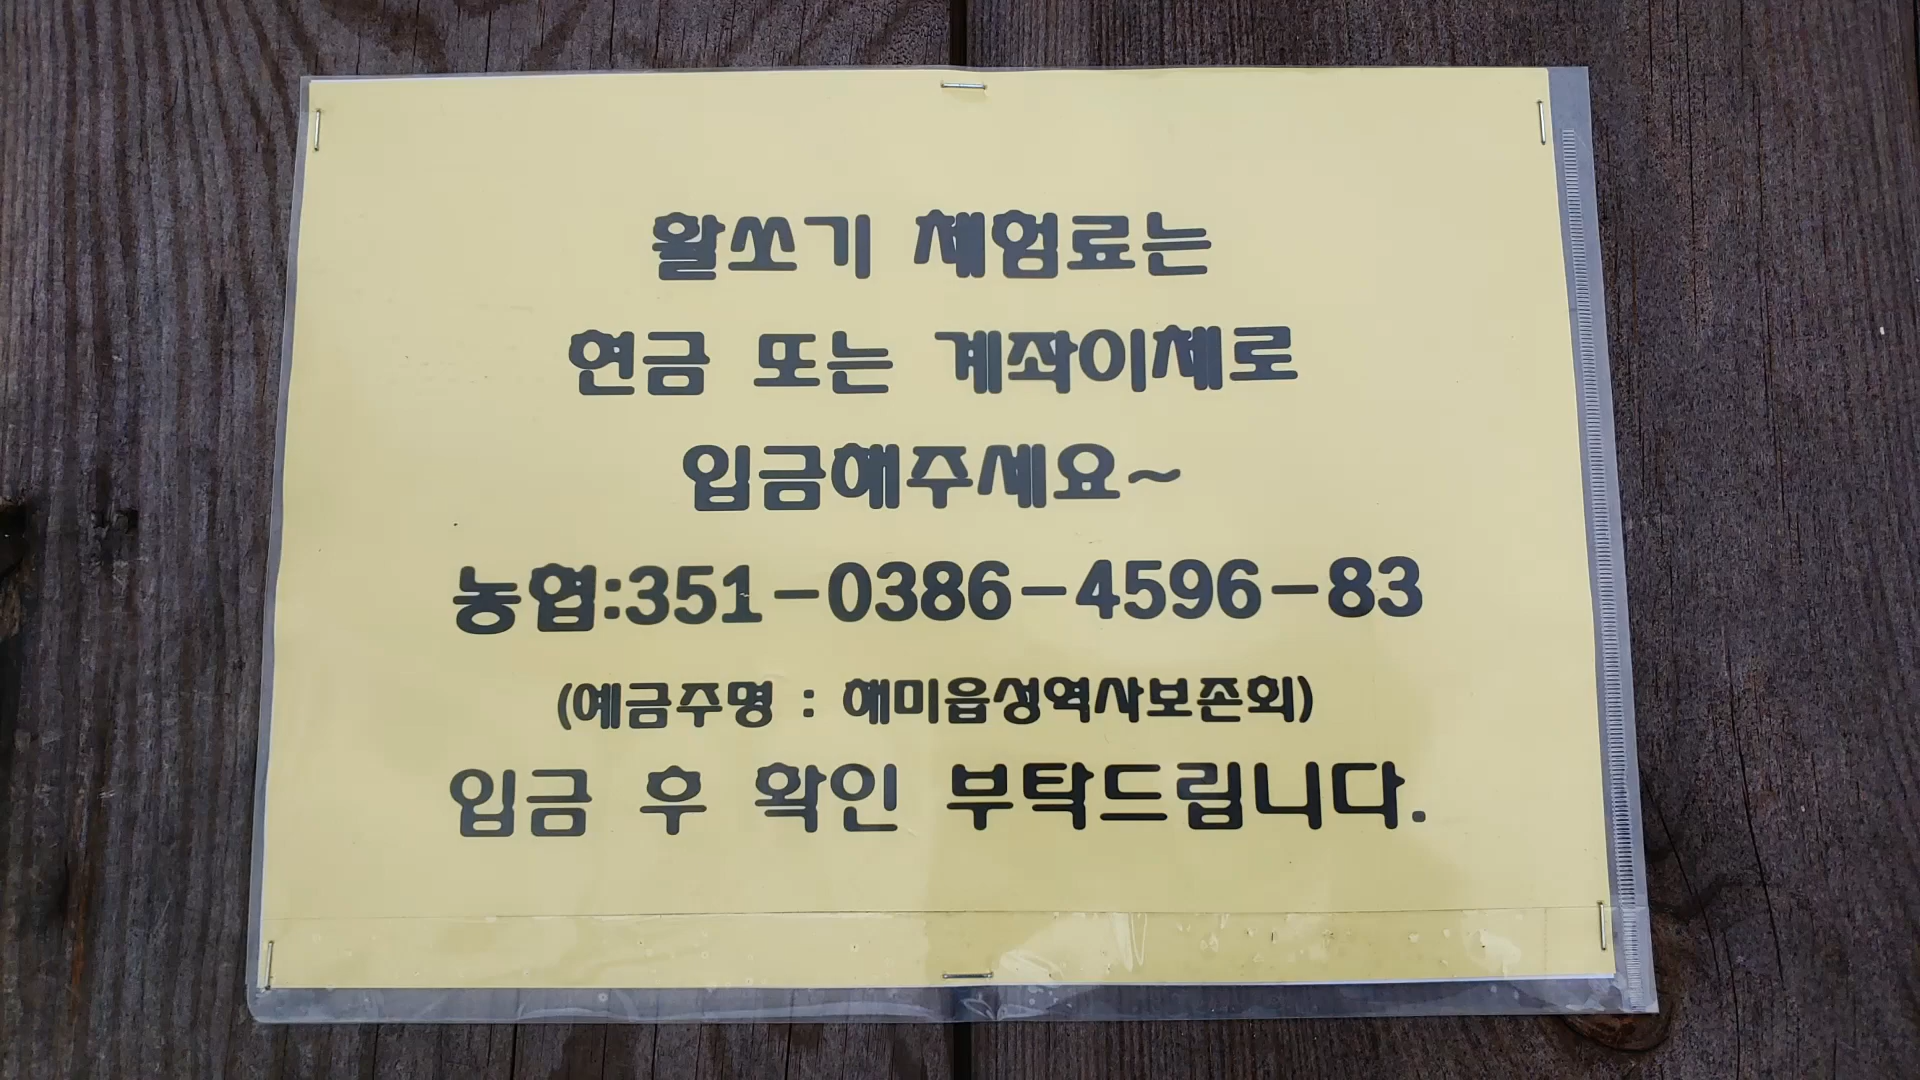 활쏘기 체험료는
현금 또는 계좌이체로
입금해주세요~
농협:351-0386-4596-83
(예금주명 : 해미읍성역사보존회)
입금 후 확인 부탁드립니다.